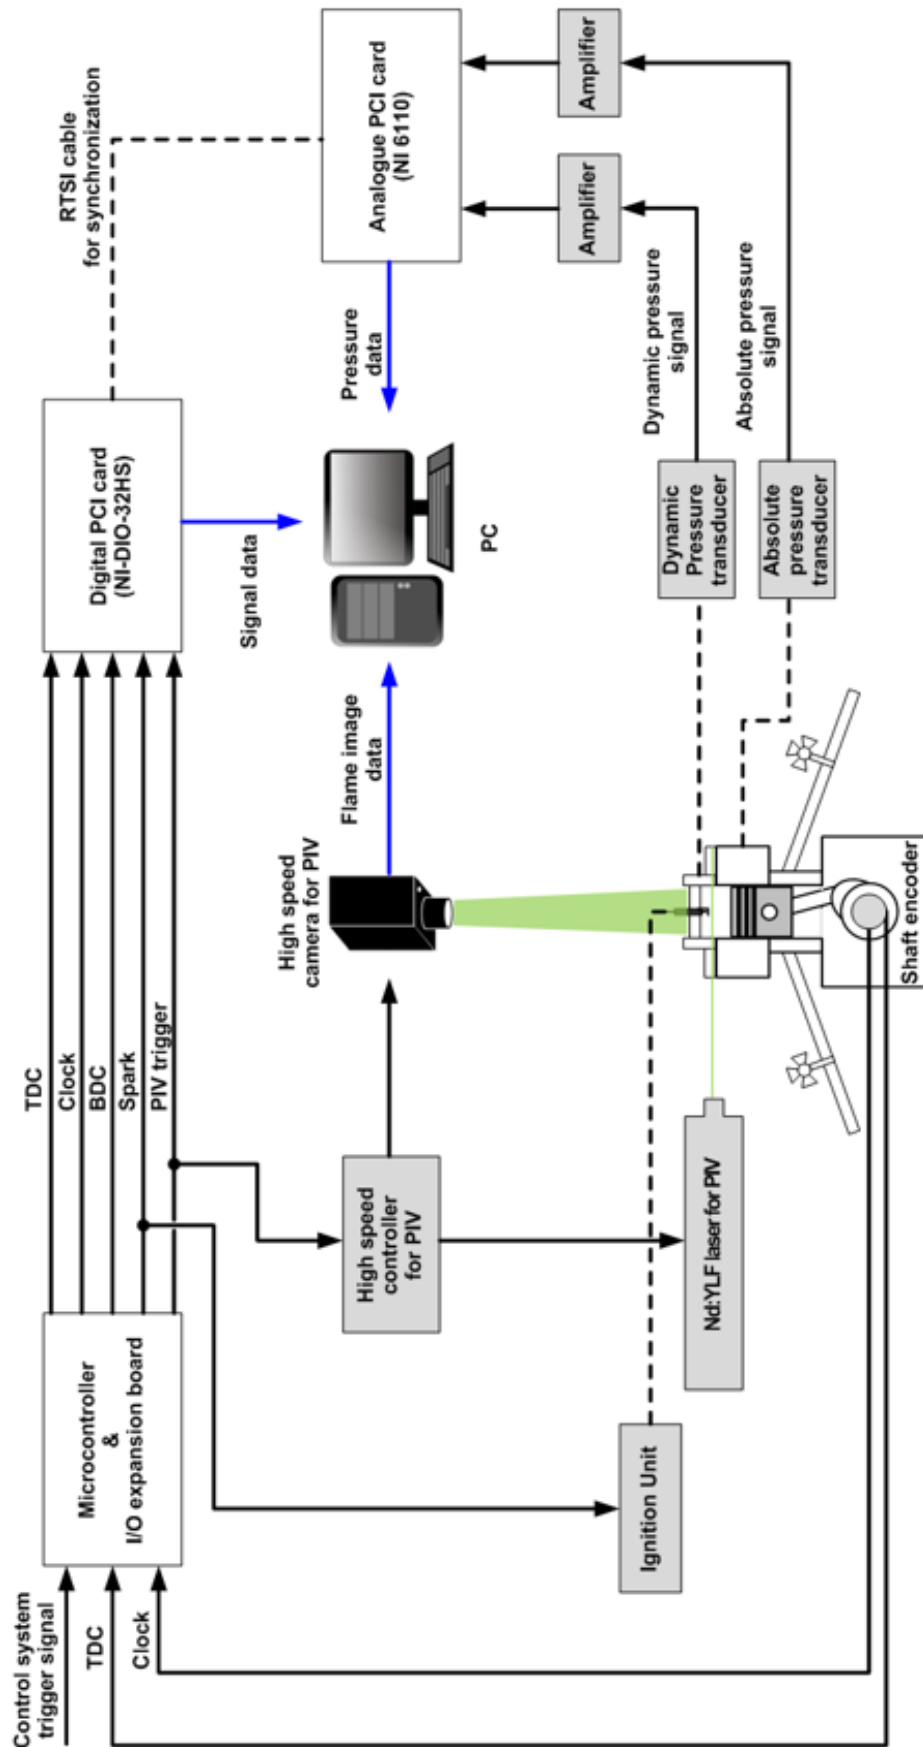 Control system
trigger signal
TDC
Clock
Microcontroller
&
I/O expansion board
TDC
Clock
BDC
Spark
PIV trigger
Digital PCI card
(NI-DIO-32HS)
RTSI cable
for synchronization
Signal data
High speed
controller
for PIV
High speed
camera for PIV
Flame image
data
PC
Pressure
data
Analogue PCI card
(NI 6110)
Amplifier
Amplifier
Ignition Unit
Nd:YLF laser for PIV
Dynamic
Pressure
transducer
Dynamic pressure
signal
Absolute
pressure
transducer
Absolute pressure
signal
Shaft encoder